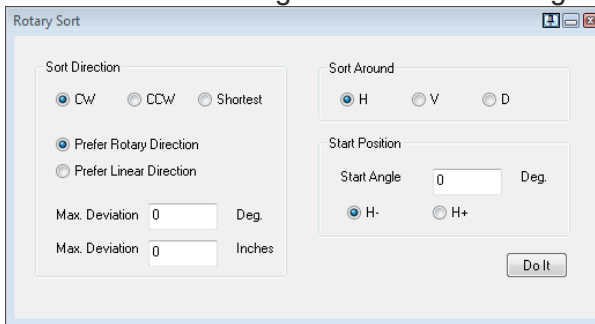 Rotary Sort
Sort Direction
CW CCW Shortest
Prefer Rotary Direction
Prefer Linear Direction
Max. Deviation 0 Deg.
Max. Deviation 0 Inches
Sort Around
H V D
Start Position
Start Angle 0 Deg.
H- H+
Do It